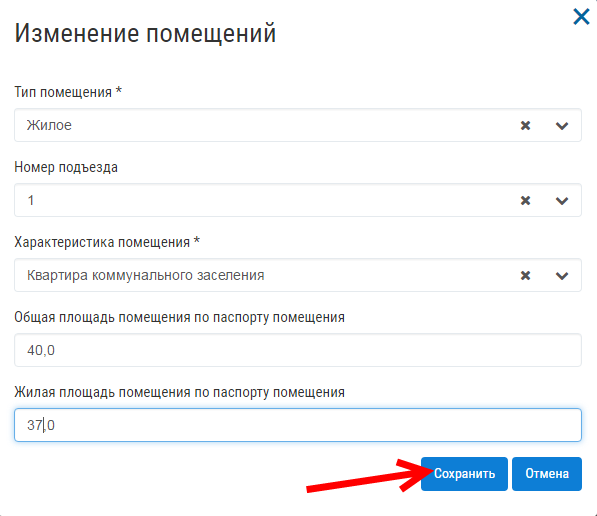 Изменение помещений
Тип помещения *
Жилое
Номер подъезда
1
Характеристика помещения *
Квартира коммунального заселения
Общая площадь помещения по паспорту помещения
40,0
Жилая площадь помещения по паспорту помещения
37,0
Сохранить Отмена